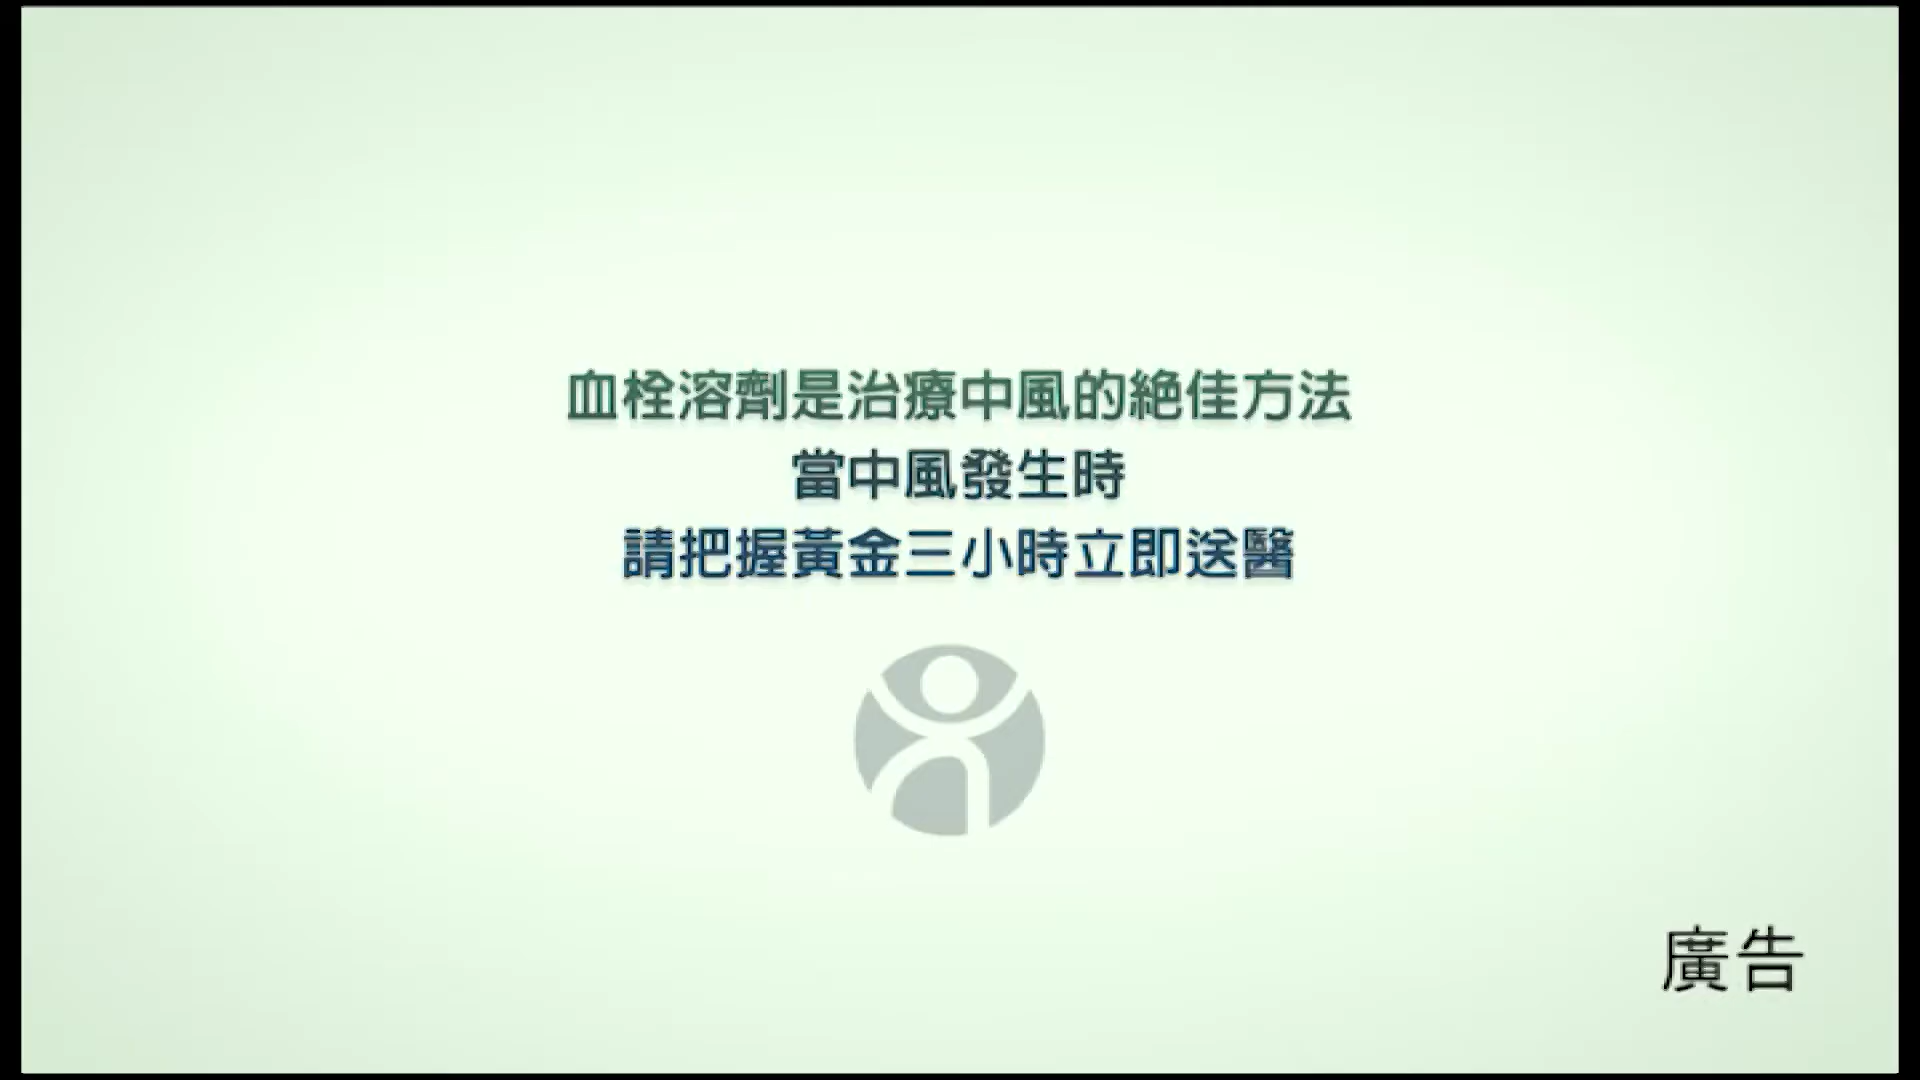 血栓溶劑是治療中風的絕佳方法
當中風發生時
請把握黃金三小時立即送醫
廣告